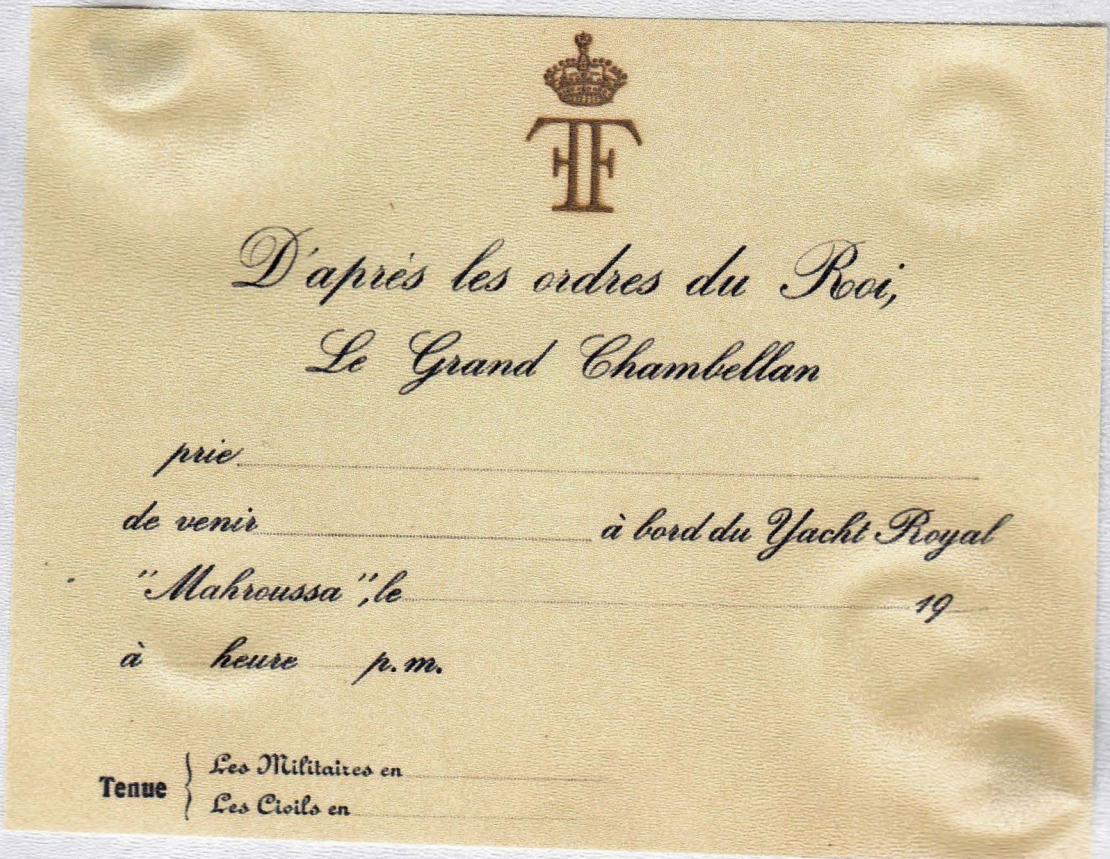 FF
D'après les ordres du Roi,
Le Grand Chambellan
prie
de venir à bord du Yacht Royal
"Mahroussa", le 19
à heure p.m.
Tenue { Les Militaires en
Les Civils en